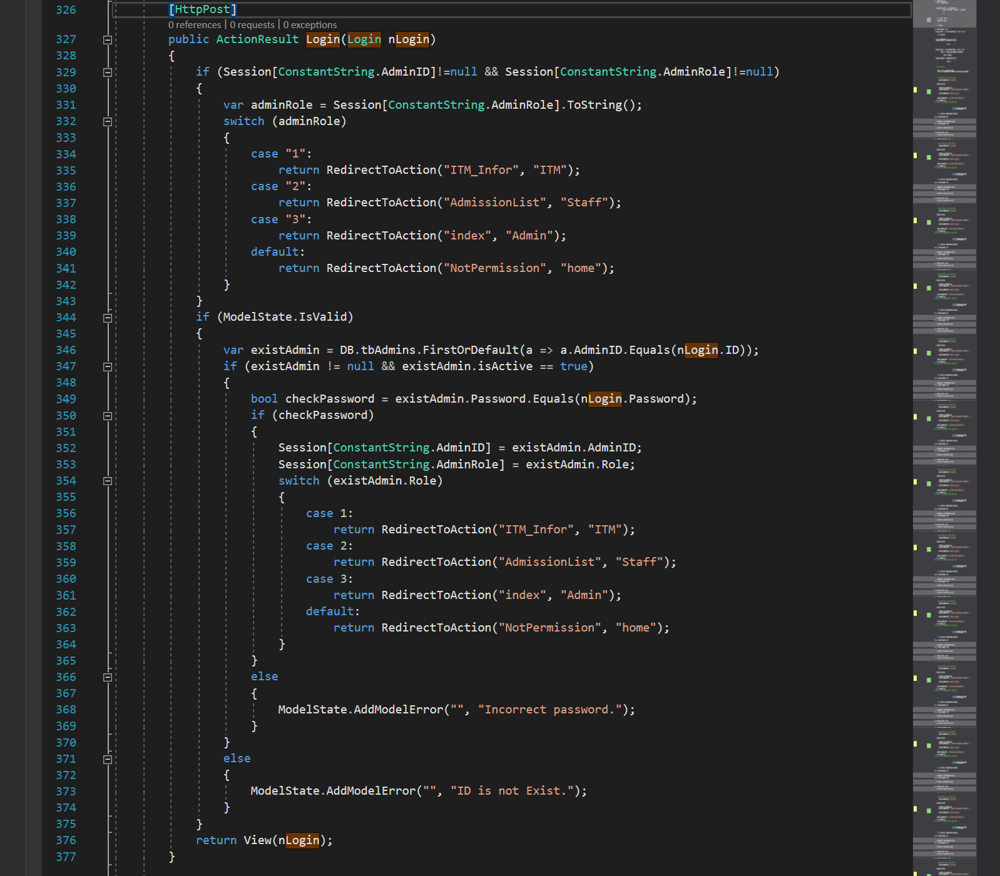 326 [HttpPost]
0 references | 0 requests | 0 exceptions
327 public ActionResult Login(Login nLogin)
328 {
329 if (Session[ConstantString.AdminID]!=null && Session[ConstantString.AdminRole]!=null)
330 {
331 var adminRole = Session[ConstantString.AdminRole].ToString();
332 switch (adminRole)
333 {
334 case "1":
335 return RedirectToAction("ITM_Infor", "ITM");
336 case "2":
337 return RedirectToAction("AdmissionList", "Staff");
338 case "3":
339 return RedirectToAction("index", "Admin");
340 default:
341 return RedirectToAction("NotPermission", "home");
342 }
343 }
344 if (ModelState.IsValid)
345 {
346 var existAdmin = DB.tbAdmins.FirstOrDefault(a => a.AdminID.Equals(nLogin.ID));
347 if (existAdmin != null && existAdmin.isActive == true)
348 {
349 bool checkPassword = existAdmin.Password.Equals(nLogin.Password);
350 if (checkPassword)
351 {
352 Session[ConstantString.AdminID] = existAdmin.AdminID;
353 Session[ConstantString.AdminRole] = existAdmin.Role;
354 switch (existAdmin.Role)
355 {
356 case 1:
357 return RedirectToAction("ITM_Infor", "ITM");
358 case 2:
359 return RedirectToAction("AdmissionList", "Staff");
360 case 3:
361 return RedirectToAction("index", "Admin");
362 default:
363 return RedirectToAction("NotPermission", "home");
364 }
365 }
366 else
367 {
368 ModelState.AddModelError("", "Incorrect password.");
369 }
370 }
371 else
372 {
373 ModelState.AddModelError("", "ID is not Exist.");
374 }
375 }
376 return View(nLogin);
377 }